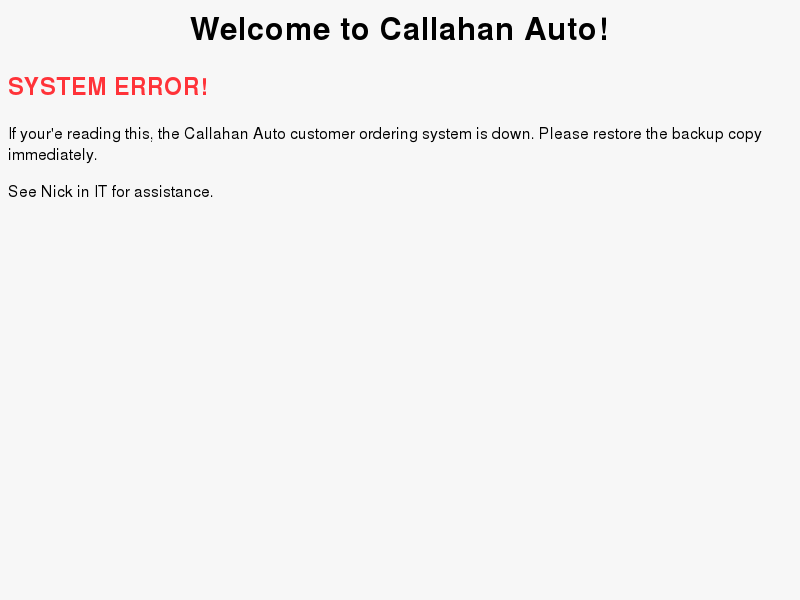 Welcome to Callahan Auto!
SYSTEM ERROR!
If your'e reading this, the Callahan Auto customer ordering system is down. Please restore the backup copy
immediately.
See Nick in IT for assistance.